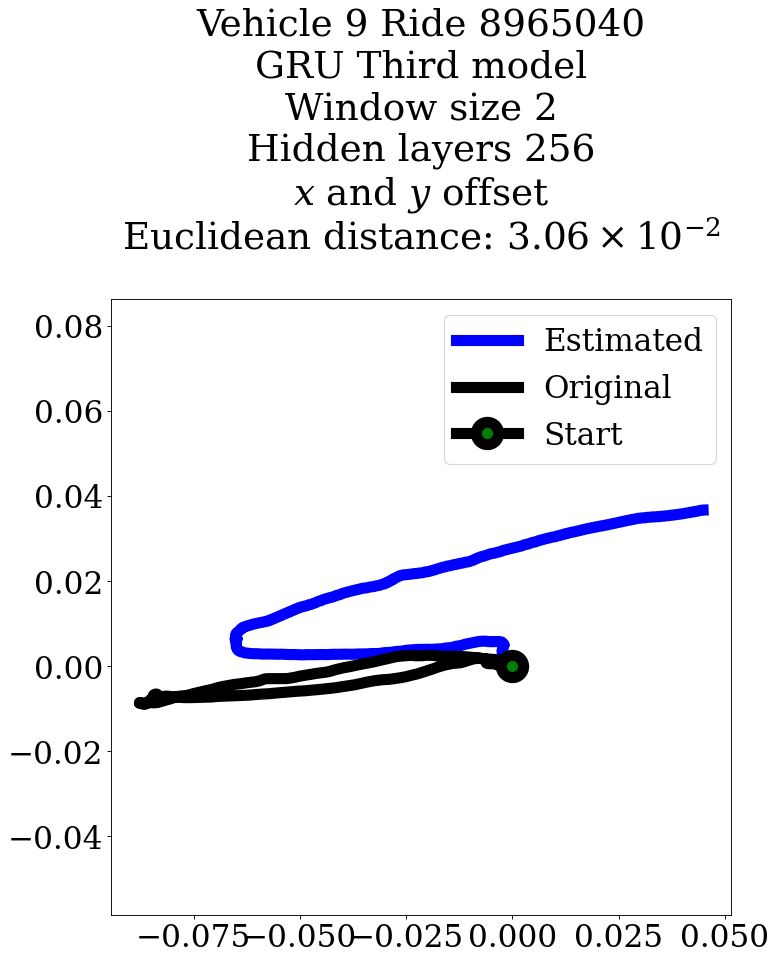 Vehicle 9 Ride 8965040
GRU Third model
Window size 2
Hidden layers 256
x and y offset
Euclidean distance: 3.06 × 10⁻²
Estimated
Original
Start
0.08
0.06
0.04
0.02
0.00
−0.02
−0.04
−0.075 −0.050 −0.025 0.000 0.025 0.050